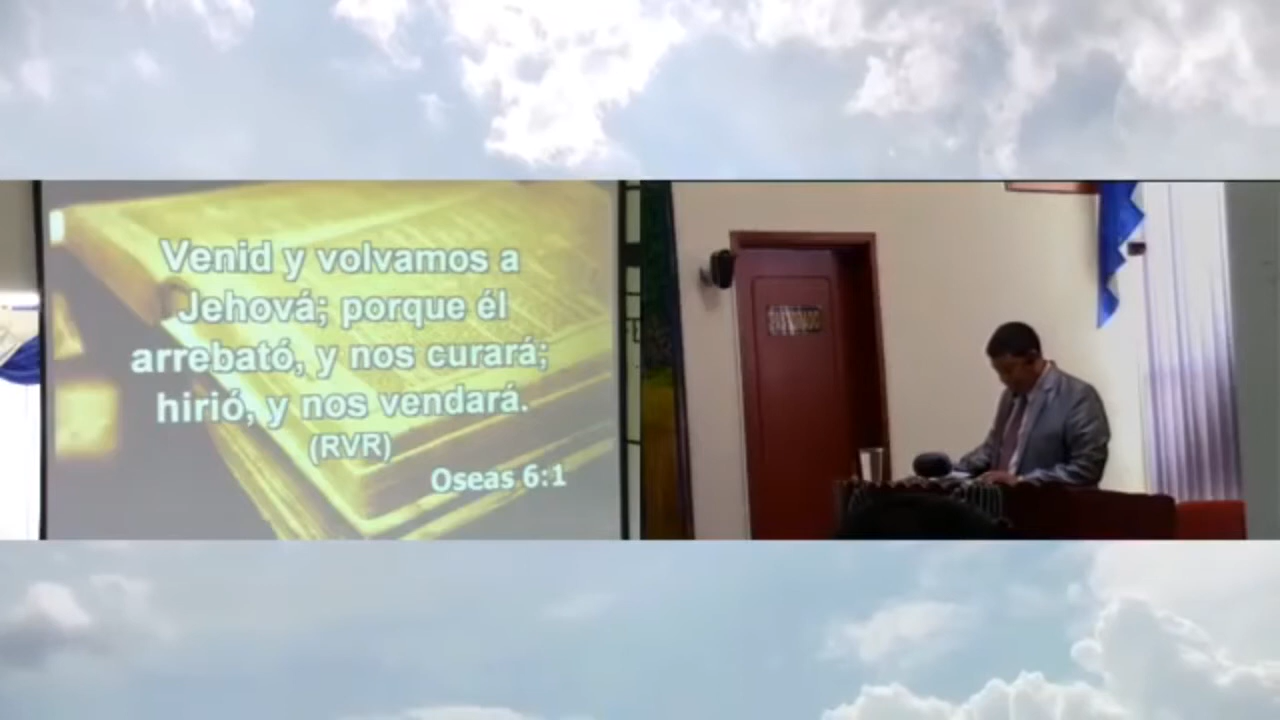 Venid y volvamos a
Jehová; porque él
arrebató, y nos curará;
hirió, y nos vendará.
(RVR)
Oseas 6:1